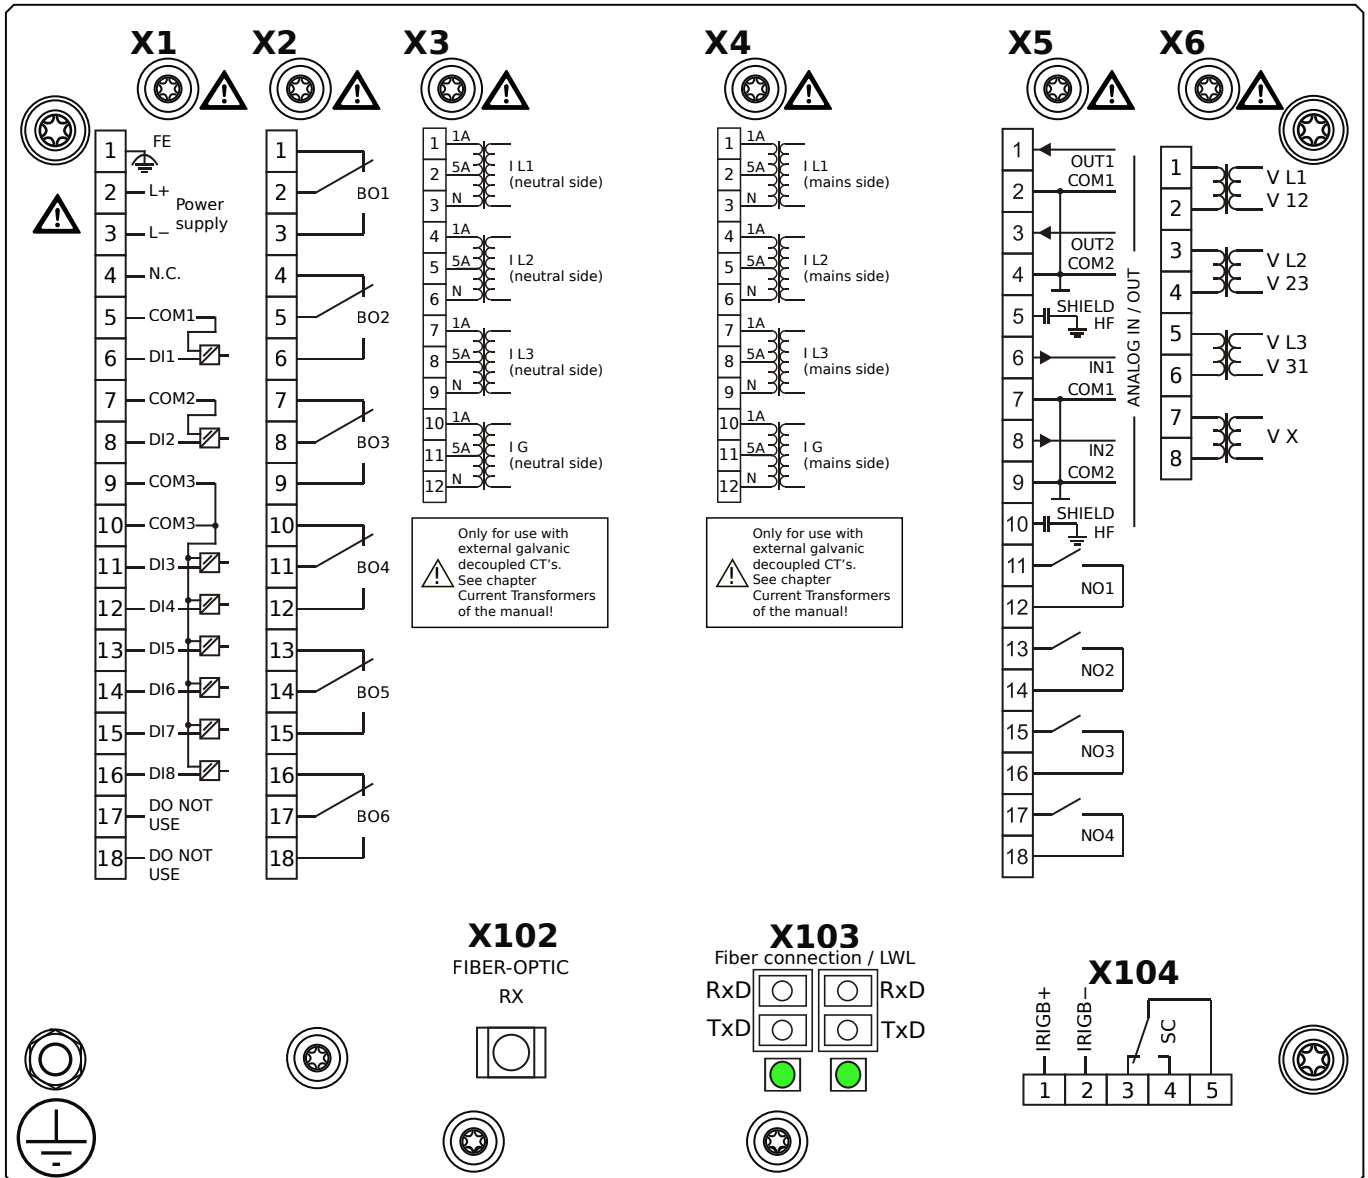 X1
X2
X3
X4
X5
X6
1
FE
2
L+
Power
supply
3
L−
4
N.C.
5
COM1
6
DI1
7
COM2
8
DI2
9
COM3
10
COM3
11
DI3
12
DI4
13
DI5
14
DI6
15
DI7
16
DI8
17
DO NOT
USE
18
DO NOT
USE
1
2
BO1
3
4
5
BO2
6
7
8
BO3
9
10
11
BO4
12
13
14
BO5
15
16
17
BO6
18
1
1A
2
5A
I L1
(neutral side)
3
N
4
1A
5
5A
I L2
(neutral side)
6
N
7
1A
8
5A
I L3
(neutral side)
9
N
10
1A
11
5A
I G
(neutral side)
12
N
Only for use with
external galvanic
decoupled CT's.
See chapter
Current Transformers
of the manual!
1
1A
2
5A
I L1
(mains side)
3
N
4
1A
5
5A
I L2
(mains side)
6
N
7
1A
8
5A
I L3
(mains side)
9
N
10
1A
11
5A
I G
(mains side)
12
N
Only for use with
external galvanic
decoupled CT's.
See chapter
Current Transformers
of the manual!
1
OUT1
2
COM1
3
OUT2
4
COM2
5
SHIELD
HF
6
IN1
7
COM1
8
IN2
9
COM2
10
SHIELD
HF
ANALOG IN / OUT
11
NO1
12
13
NO2
14
15
NO3
16
17
NO4
18
1
V L1
2
V 12
3
V L2
4
V 23
5
V L3
6
V 31
7
V X
8
X102
FIBER-OPTIC
RX
X103
Fiber connection / LWL
RxD
RxD
TxD
TxD
X104
IRIGB+
IRIGB−
SC
1 2 3 4 5